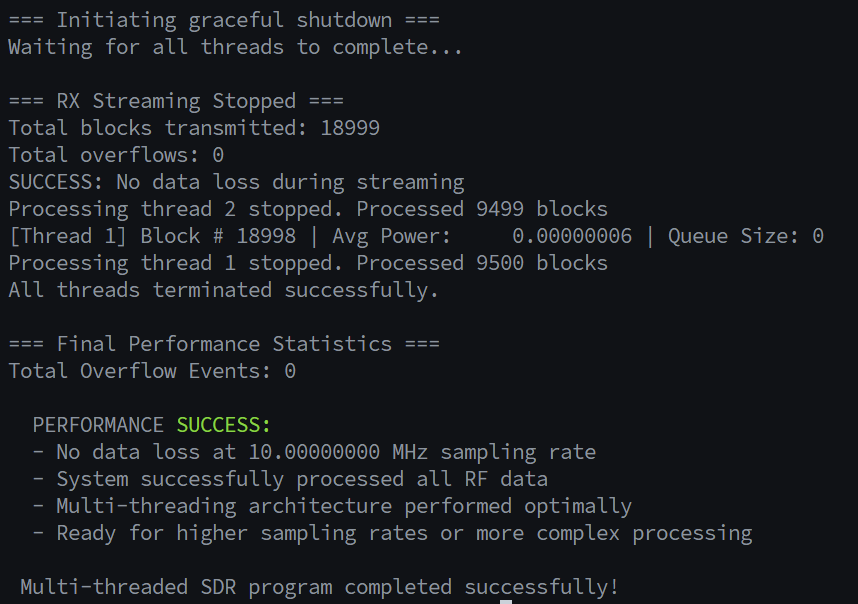 === Initiating graceful shutdown ===
Waiting for all threads to complete...
=== RX Streaming Stopped ===
Total blocks transmitted: 18999
Total overflows: 0
SUCCESS: No data loss during streaming
Processing thread 2 stopped. Processed 9499 blocks
[Thread 1] Block # 18998 | Avg Power:     0.00000006 | Queue Size: 0
Processing thread 1 stopped. Processed 9500 blocks
All threads terminated successfully.
=== Final Performance Statistics ===
Total Overflow Events: 0
PERFORMANCE SUCCESS:
- No data loss at 10.00000000 MHz sampling rate
- System successfully processed all RF data
- Multi-threading architecture performed optimally
- Ready for higher sampling rates or more complex processing
Multi-threaded SDR program completed successfully!